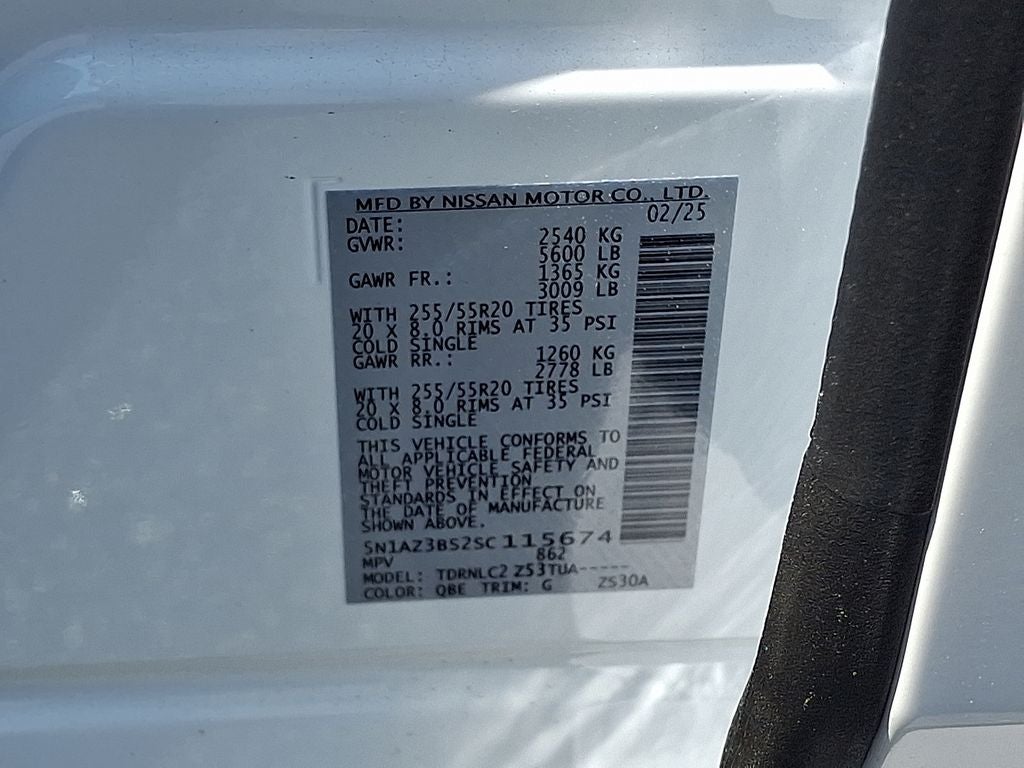 MFD BY NISSAN MOTOR CO., LTD.
DATE: 02/25
GVWR: 2540 KG
5600 LB
GAWR FR.: 1365 KG
3009 LB
WITH 255/55R20 TIRES
20 X 8.0 RIMS AT 35 PSI
COLD SINGLE
GAWR RR.: 1260 KG
2778 LB
WITH 255/55R20 TIRES
20 X 8.0 RIMS AT 35 PSI
COLD SINGLE
THIS VEHICLE CONFORMS TO
ALL APPLICABLE FEDERAL
MOTOR VEHICLE SAFETY AND
THEFT PREVENTION
STANDARDS IN EFFECT ON
THE DATE OF MANUFACTURE
SHOWN ABOVE.
5N1AZ3BS2SC115674
MPV 862
MODEL: TDRNLC2 Z53TUA-----
COLOR: QBE TRIM: G ZS30A